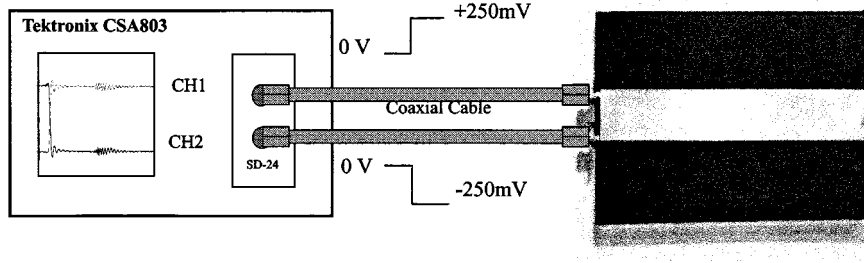 Tektronix CSA803
+250mV
0 V
CH1
Coaxial Cable
CH2
SD-24
0 V
-250mV